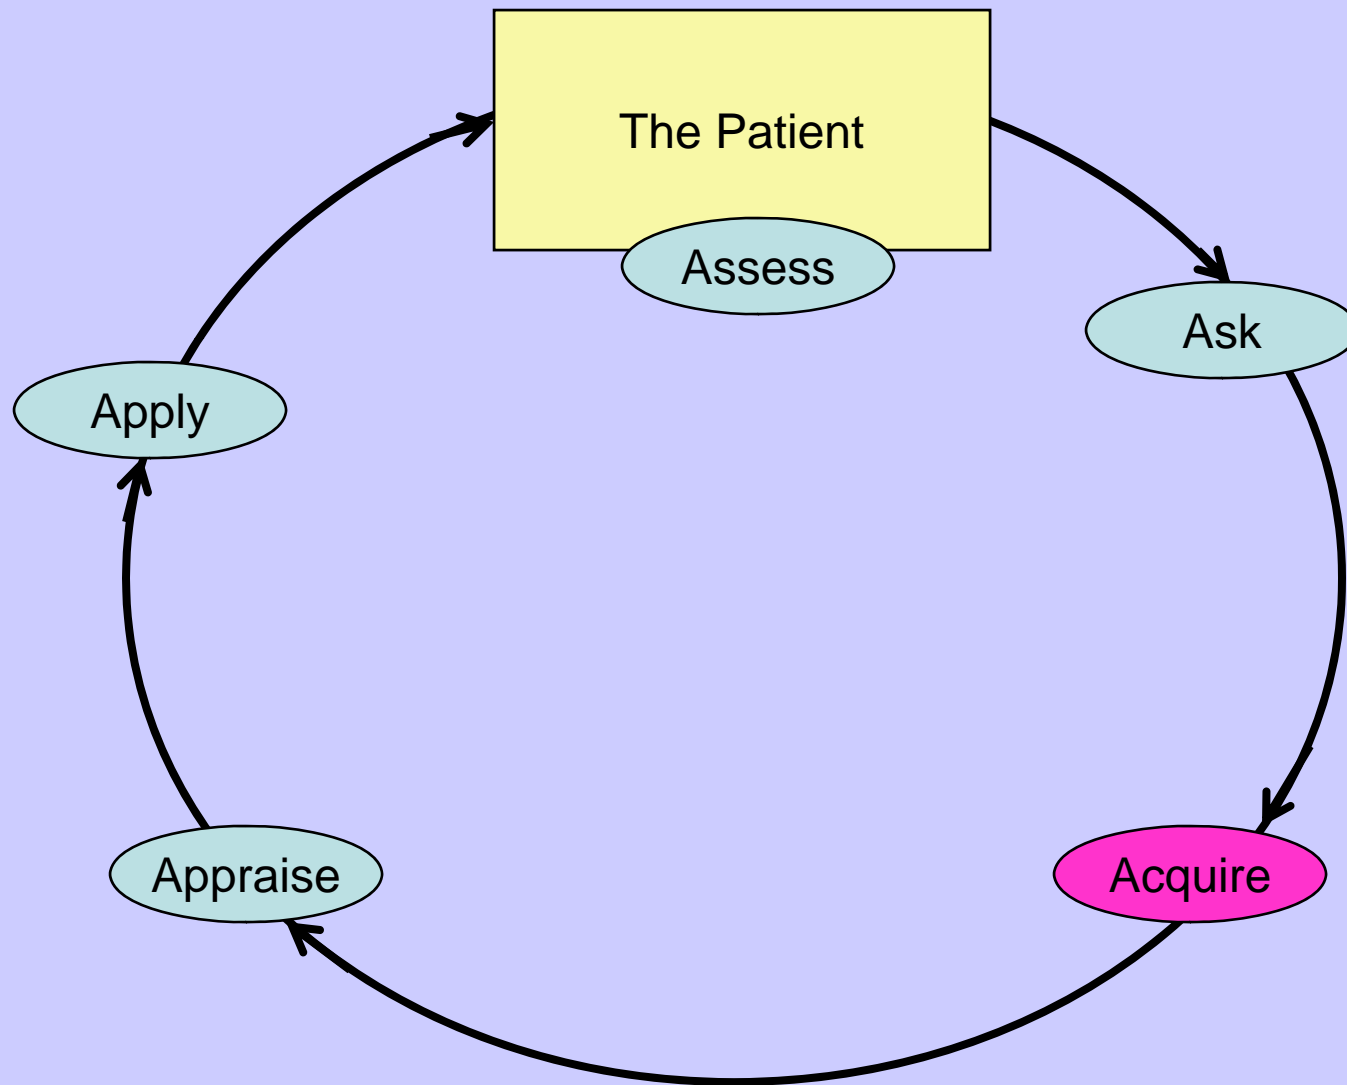 The Patient
Assess
Ask
Apply
Appraise
Acquire